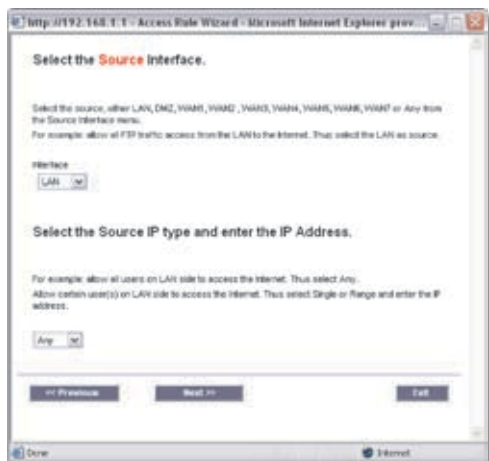 http://192.168.1.1 - Access Rule Wizard - Microsoft Internet Explorer prov...
Select the Source Interface.
Select the source, either LAN, DMZ, WAN1, WAN2 , WAN3, WAN4, WAN5, WAN6, WAN7 or Any from
the Source Interface menu.
For example: allow all FTP traffic access from the LAN to the Internet. Thus select the LAN as source.
Interface
LAN
Select the Source IP type and enter the IP Address.
For example: allow all users on LAN side to access the Internet. Thus select Any.
Allow certain user(s) on LAN side to access the Internet. Thus select Single or Range and enter the IP
address.
Any
<< Previous Next >> Exit
Done Internet